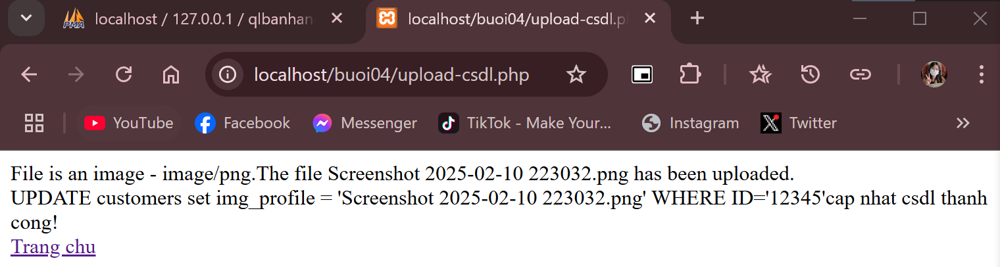 PMA
localhost / 127.0.0.1 / qlbanhan
localhost/buoi04/upload-csdl.p
localhost/buoi04/upload-csdl.php
YouTube
Facebook
Messenger
TikTok - Make Your...
Instagram
Twitter
File is an image - image/png.The file Screenshot 2025-02-10 223032.png has been uploaded.
UPDATE customers set img_profile = 'Screenshot 2025-02-10 223032.png' WHERE ID='12345'cap nhat csdl thanh
cong!
Trang chu